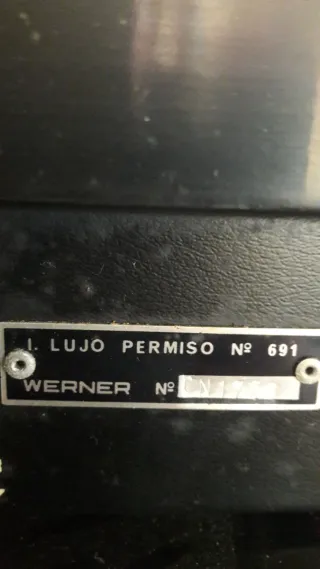 I. LUJO PERMISO Nº 691
WERNER Nº